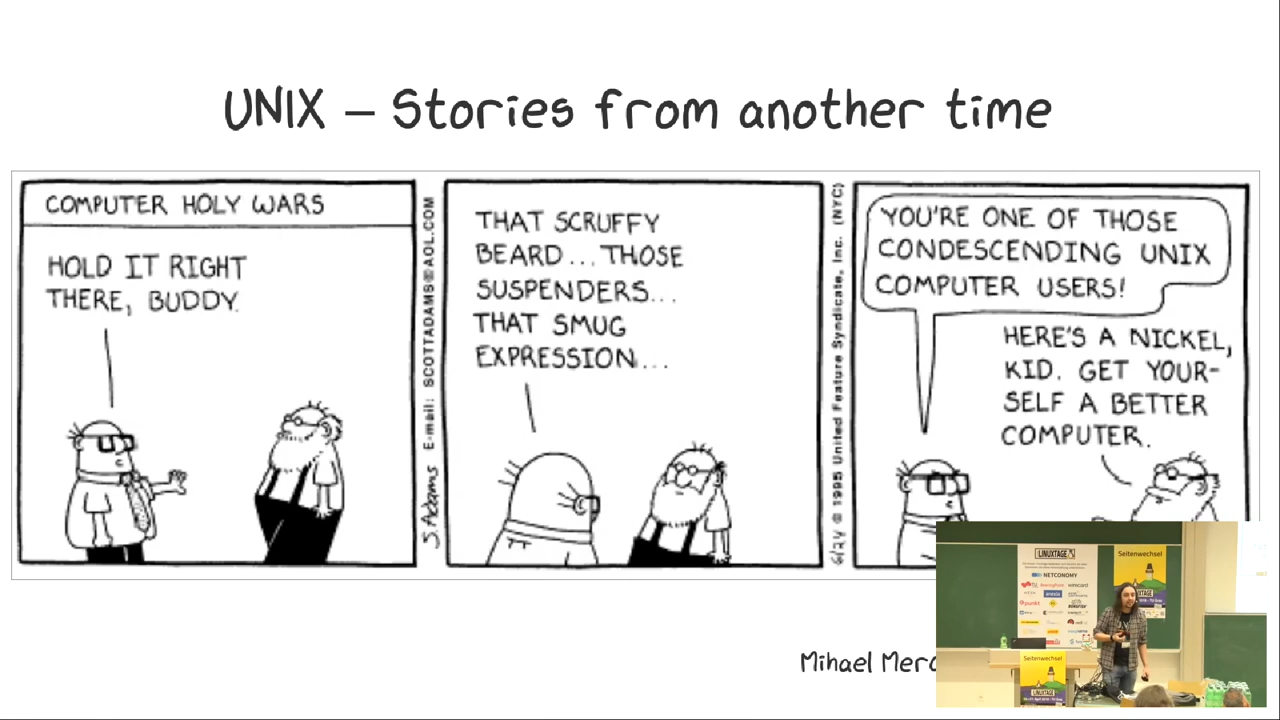 UNIX – Stories from another time
COMPUTER HOLY WARS
HOLD IT RIGHT
THERE, BUDDY.
S.Adams E-mail: SCOTTADAMS@AOL.COM
THAT SCRUFFY
BEARD... THOSE
SUSPENDERS...
THAT SMUG
EXPRESSION...
© 1995 United Feature Syndicate, Inc. (NYC)
YOU'RE ONE OF THOSE
CONDESCENDING UNIX
COMPUTER USERS!
HERE'S A NICKEL,
KID. GET YOUR-
SELF A BETTER
COMPUTER.
Mihael
LINUXTAGE
NETCONOMY
Seitenwechsel
Seitenwechsel
LINUXTAGE